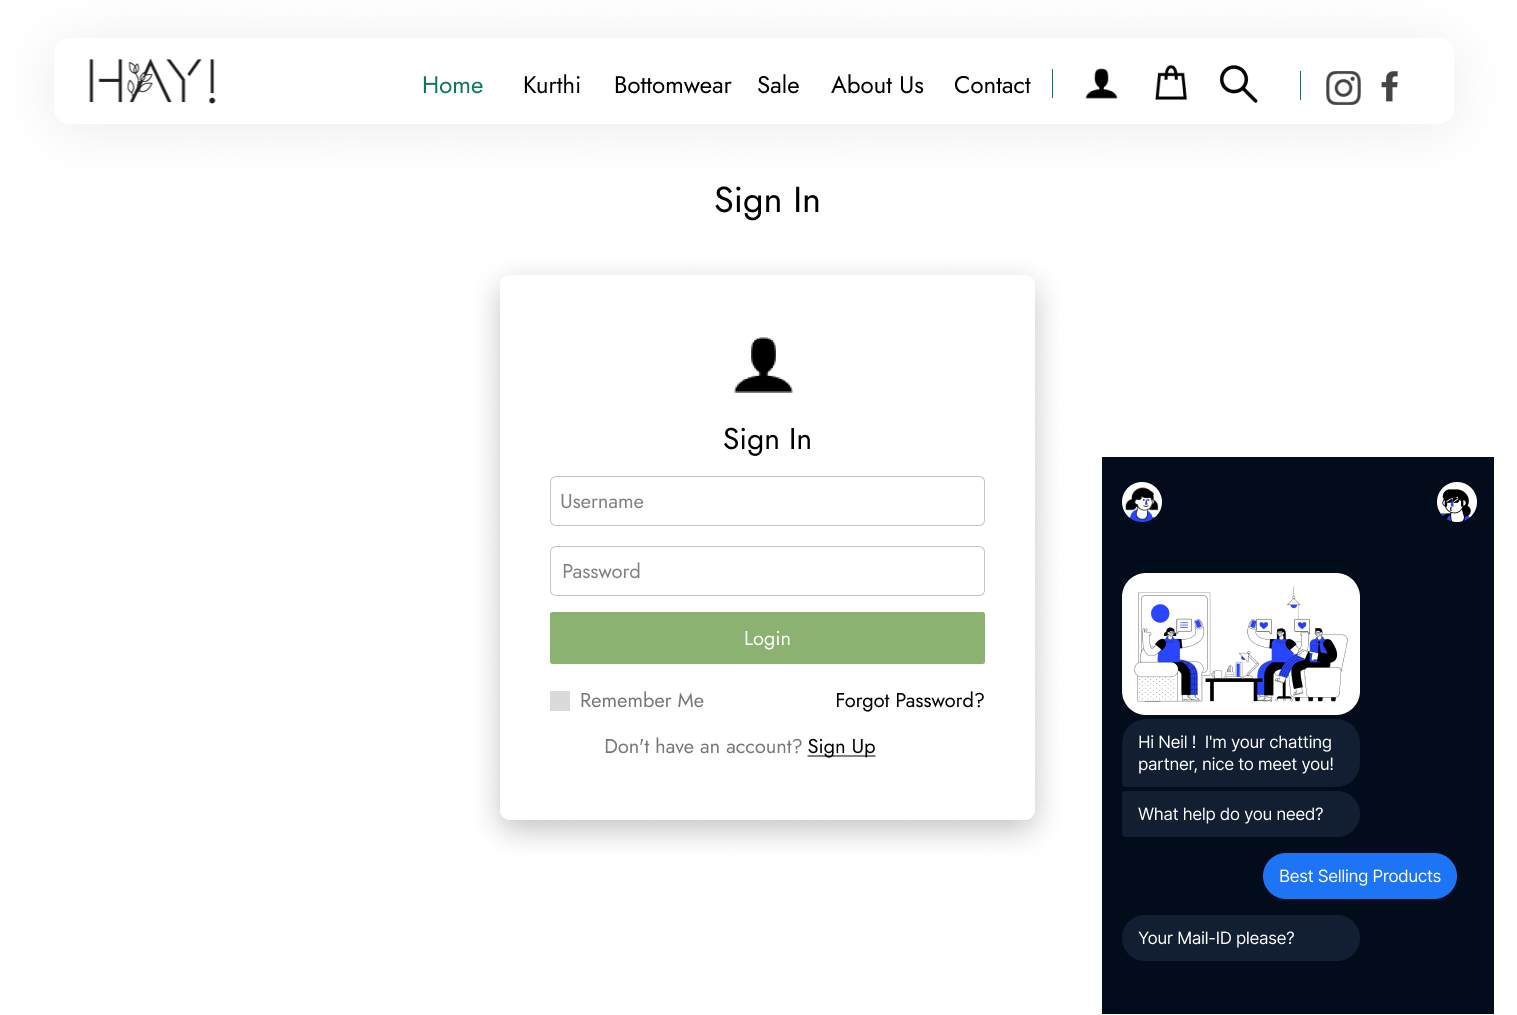 HAY!
Home Kurthi Bottomwear Sale About Us Contact
Sign In
Sign In
Username
Password
Login
Remember Me Forgot Password?
Don't have an account? Sign Up
Hi Neil ! I'm your chatting
partner, nice to meet you!
What help do you need?
Best Selling Products
Your Mail-ID please?